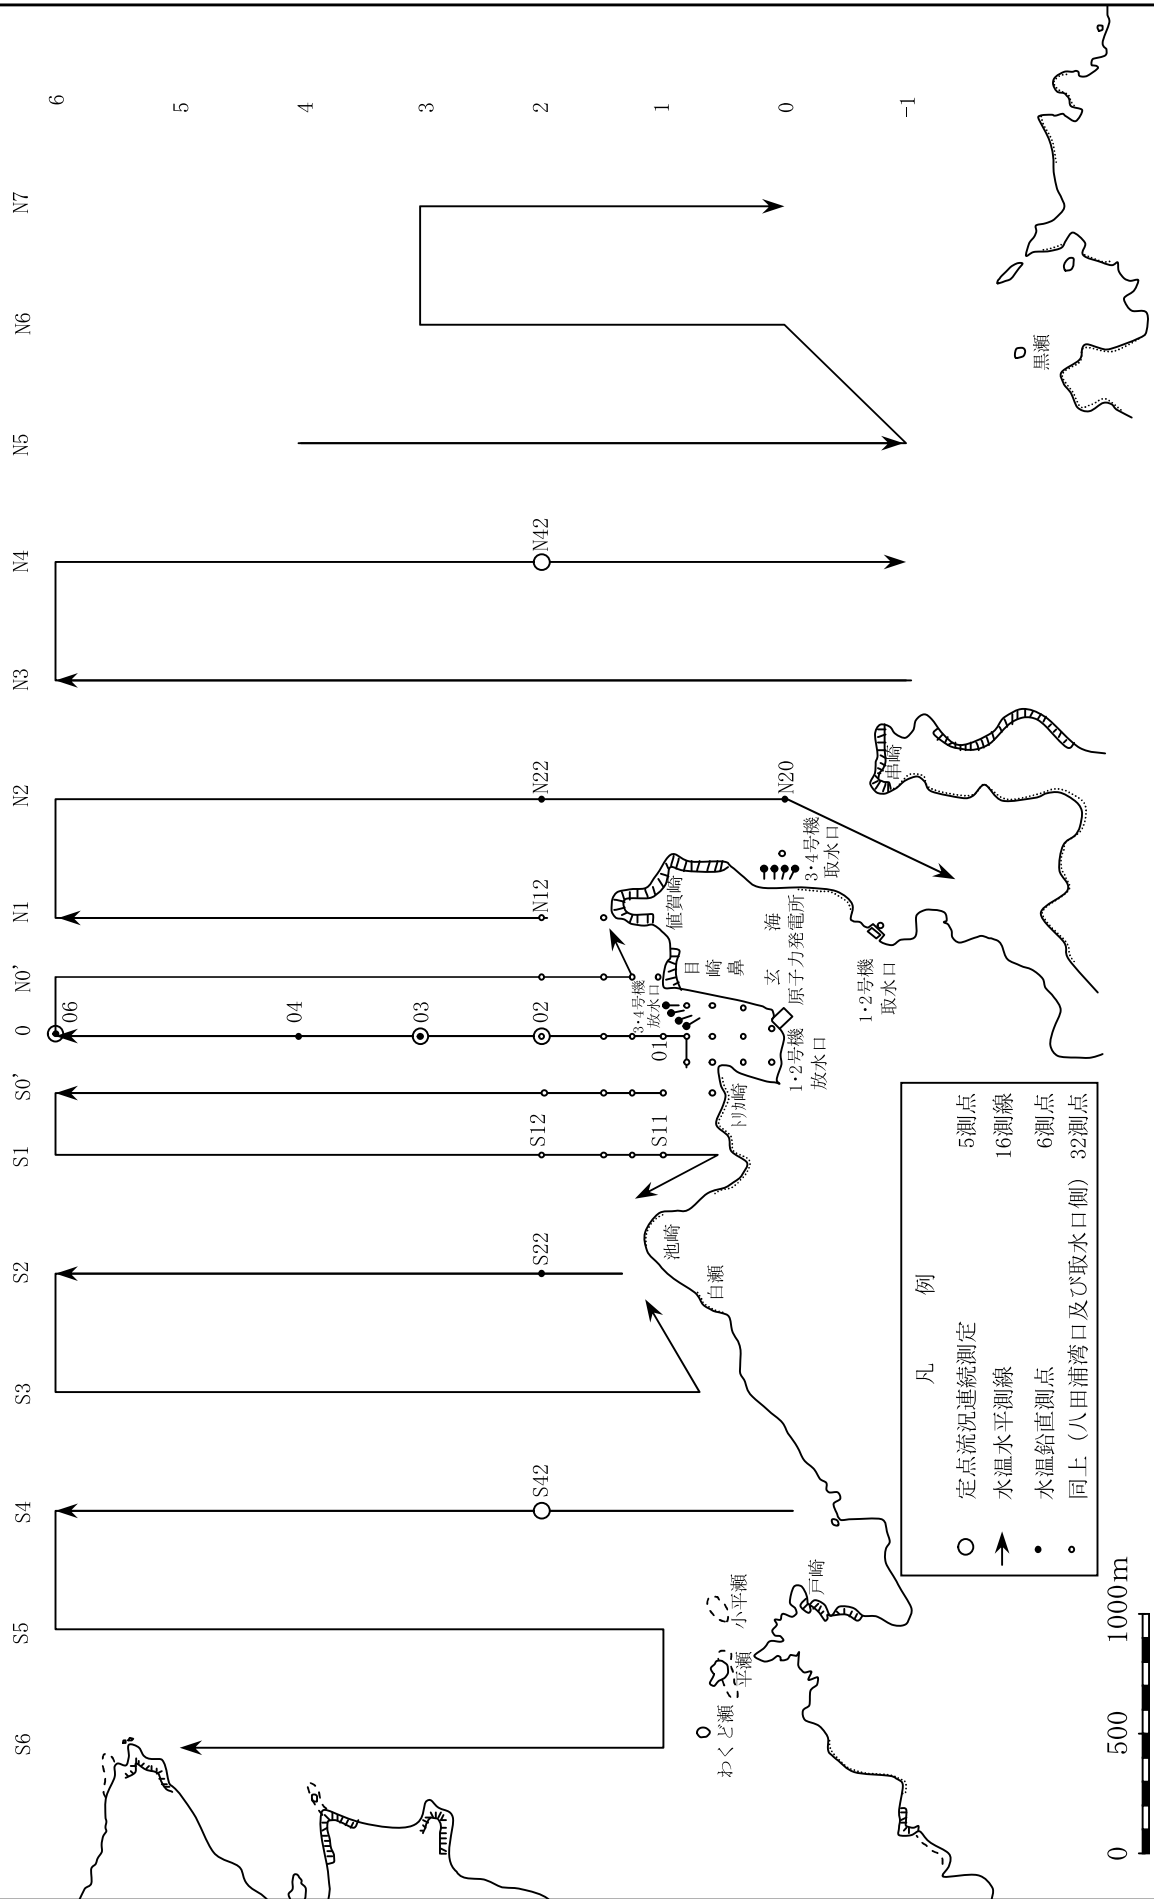 6
5
4
3
2
1
0
-1
N7
N6
N5
N4
N3
N2
N1
N0’
0
S0’
S1
S2
S3
S4
S5
S6
N42
N22
N20
N12
06
04
03
02
01
S12
S11
S22
S42
黒瀬
串崎
値賀崎
3・4号機
取水口
玄海
原子力発電所
目崎鼻
3・4号機
放水口
1・2号機
取水口
1・2号機
放水口
トリカ崎
池崎
白瀬
戸崎
小平瀬
平瀬
わくど瀬
凡例
定点流況連続測定 5測点
水温水平測線 16測線
水温鉛直測点 6測点
同上（八田浦湾口及び取水口側） 32測点
0 500 1000m